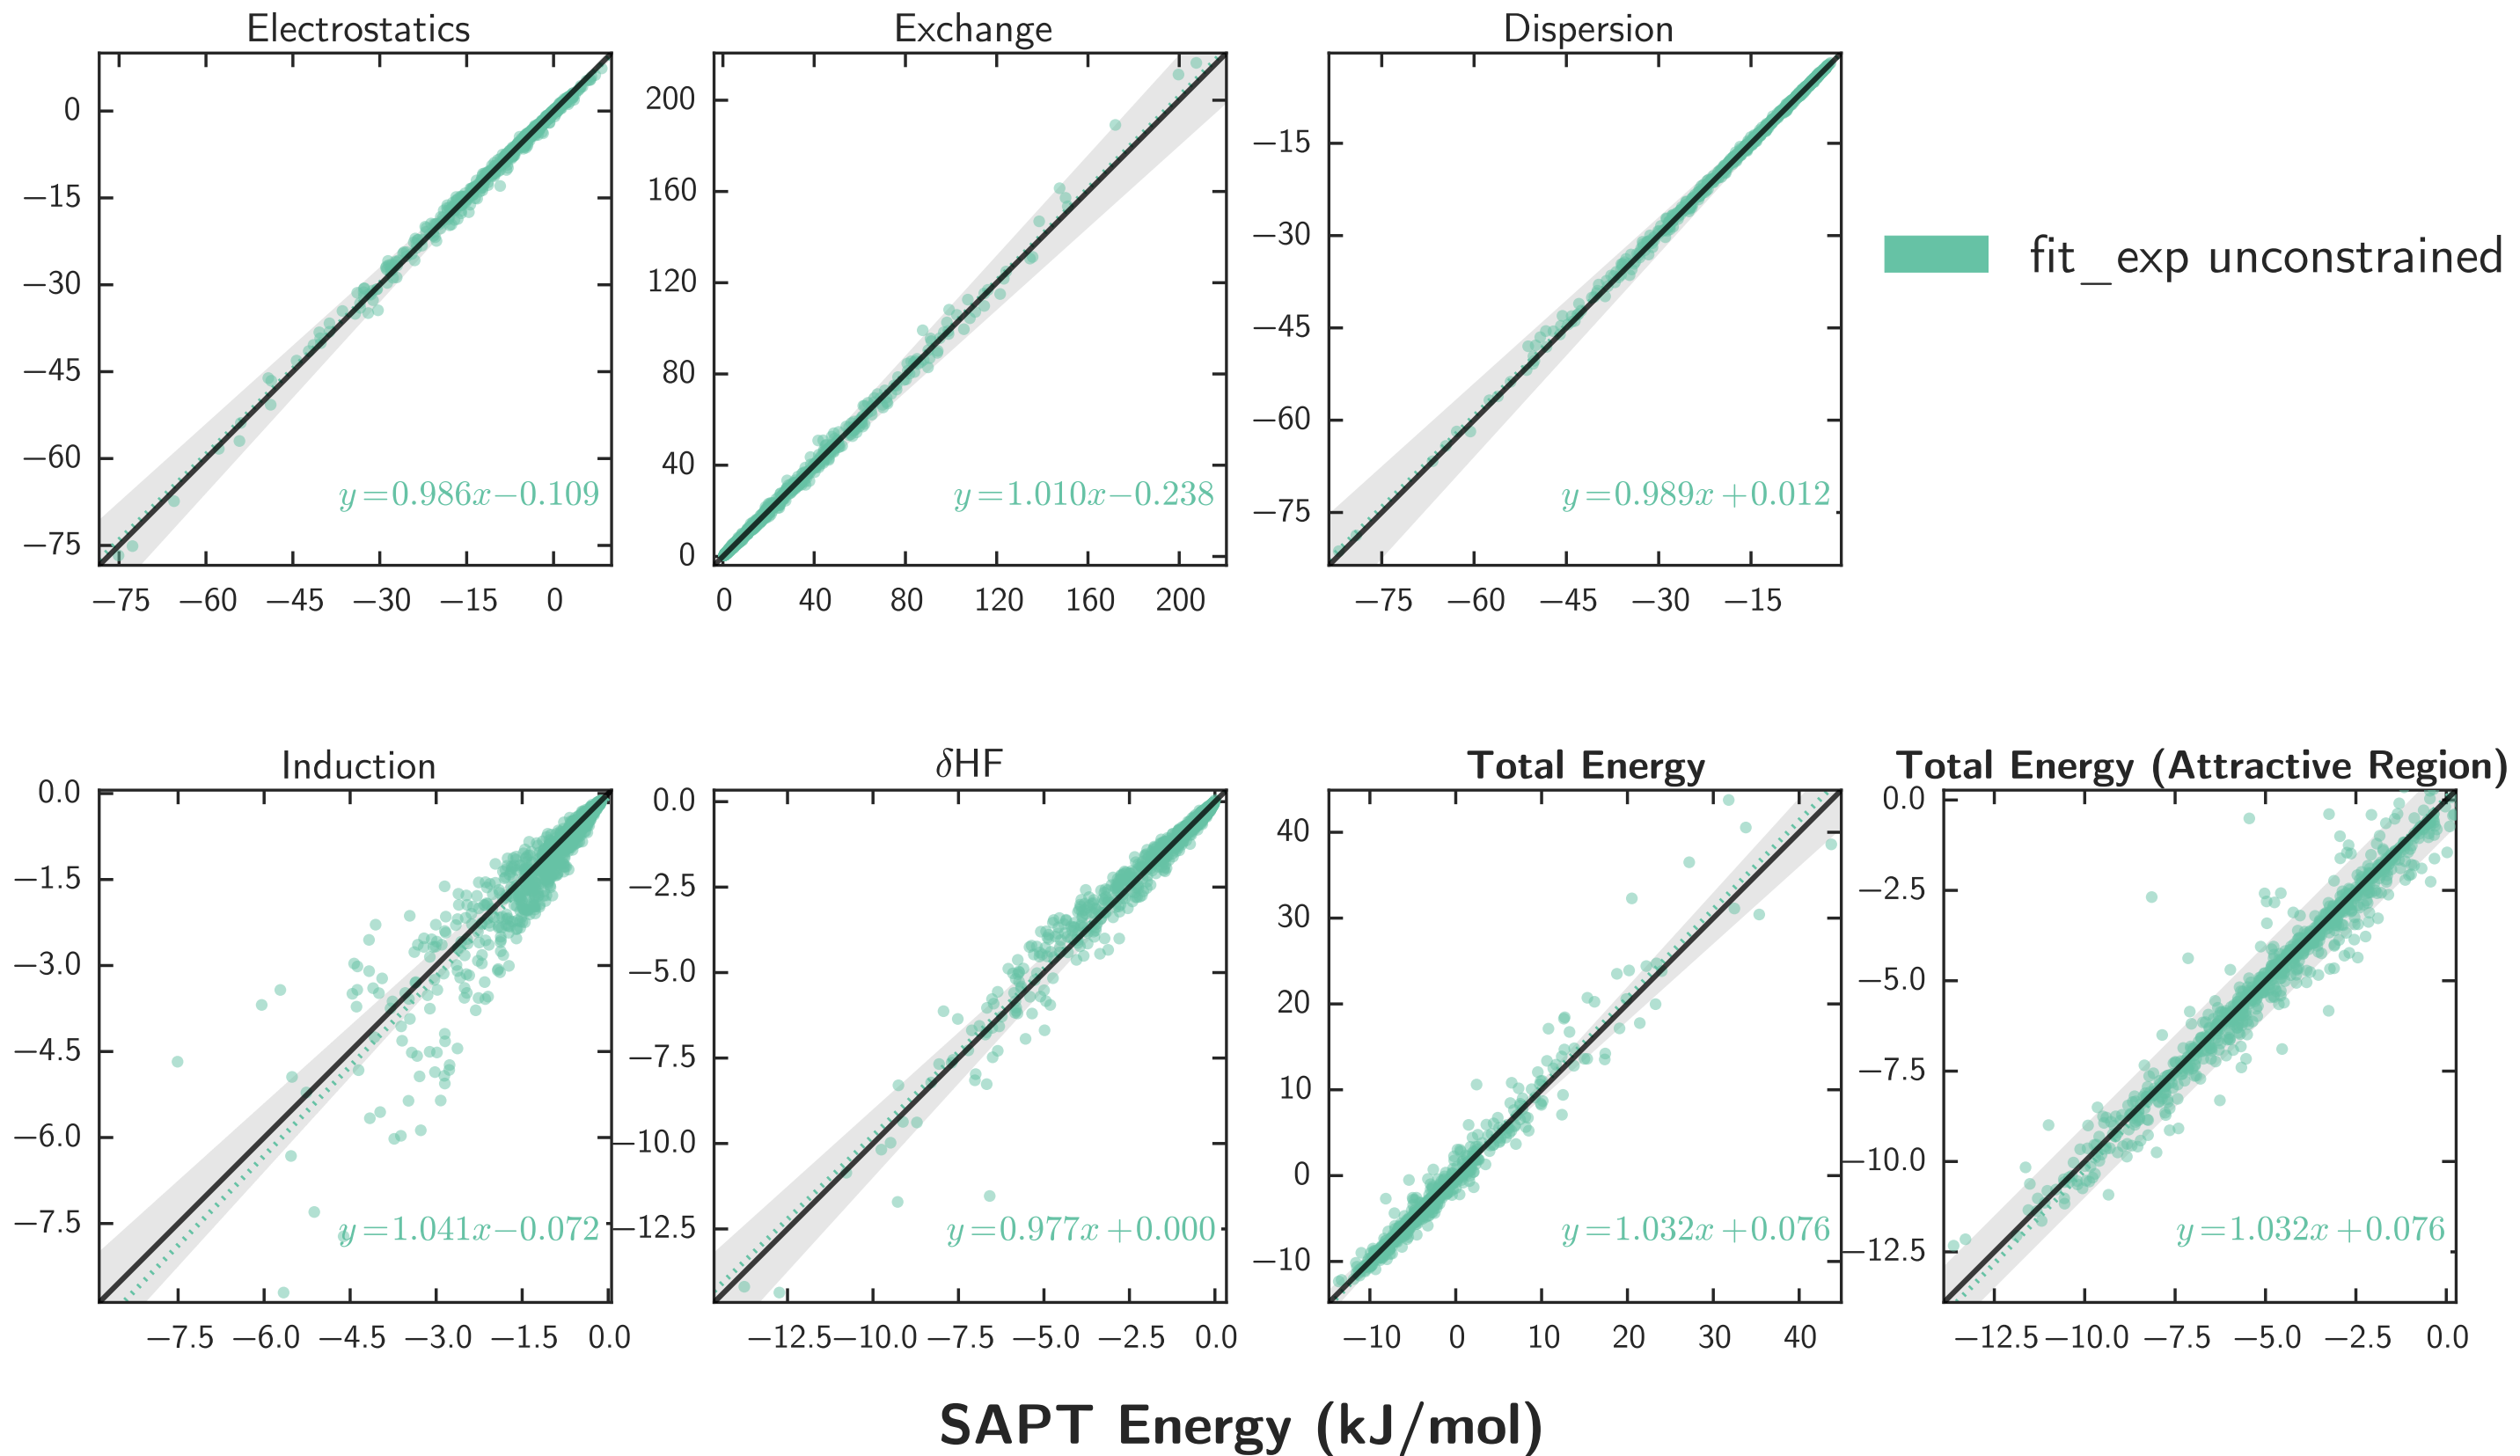 Electrostatics
0
−15
−30
−45
−60
−75
y=0.986x−0.109
−75 −60 −45 −30 −15 0
Exchange
200
160
120
80
40
0
y=1.010x−0.238
0 40 80 120 160 200
Dispersion
−15
−30
−45
−60
−75
y=0.989x+0.012
−75 −60 −45 −30 −15
fit_exp unconstrained
Induction
0.0
−1.5
−3.0
−4.5
−6.0
−7.5
y=1.041x−0.072
−7.5 −6.0 −4.5 −3.0 −1.5 0.0
δHF
0.0
−2.5
−5.0
−7.5
−10.0
−12.5
y=0.977x+0.000
−12.5 −10.0 −7.5 −5.0 −2.5 0.0
Total Energy
40
30
20
10
0
−10
y=1.032x+0.076
−10 0 10 20 30 40
Total Energy (Attractive Region)
0.0
−2.5
−5.0
−7.5
−10.0
−12.5
y=1.032x+0.076
−12.5 −10.0 −7.5 −5.0 −2.5 0.0
SAPT Energy (kJ/mol)